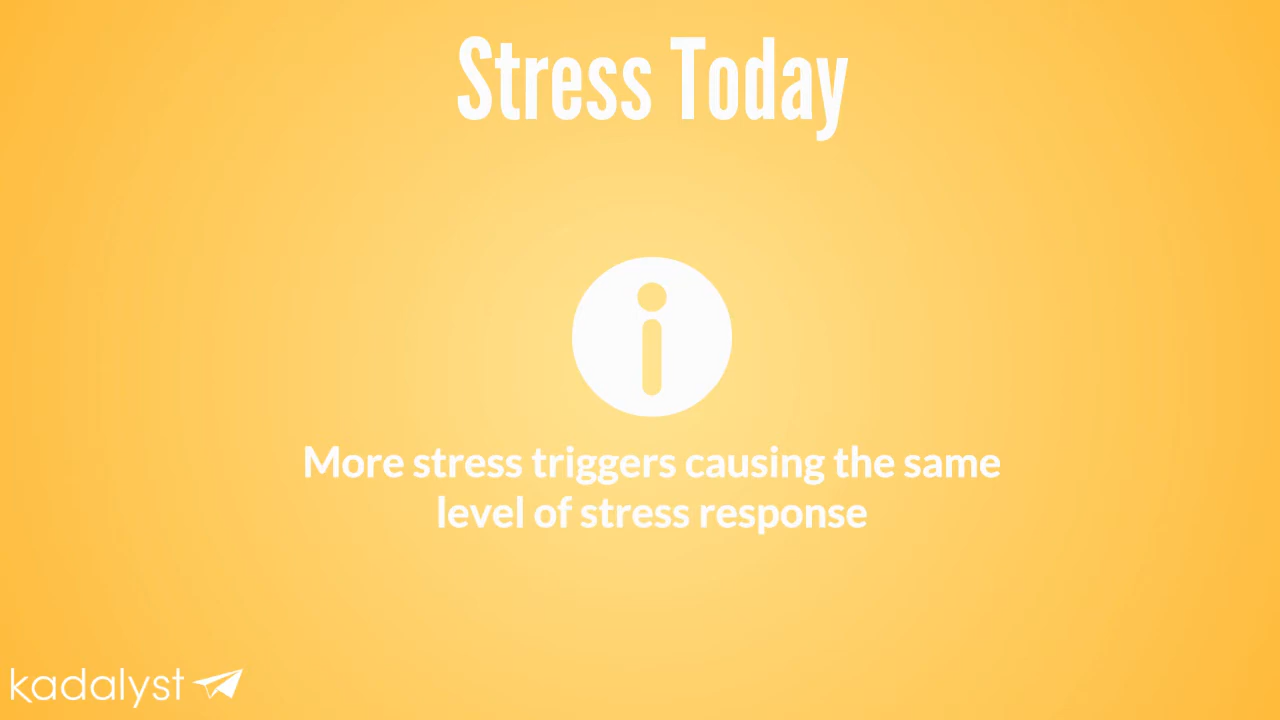 Stress Today
More stress triggers causing the same
level of stress response
kadalyst